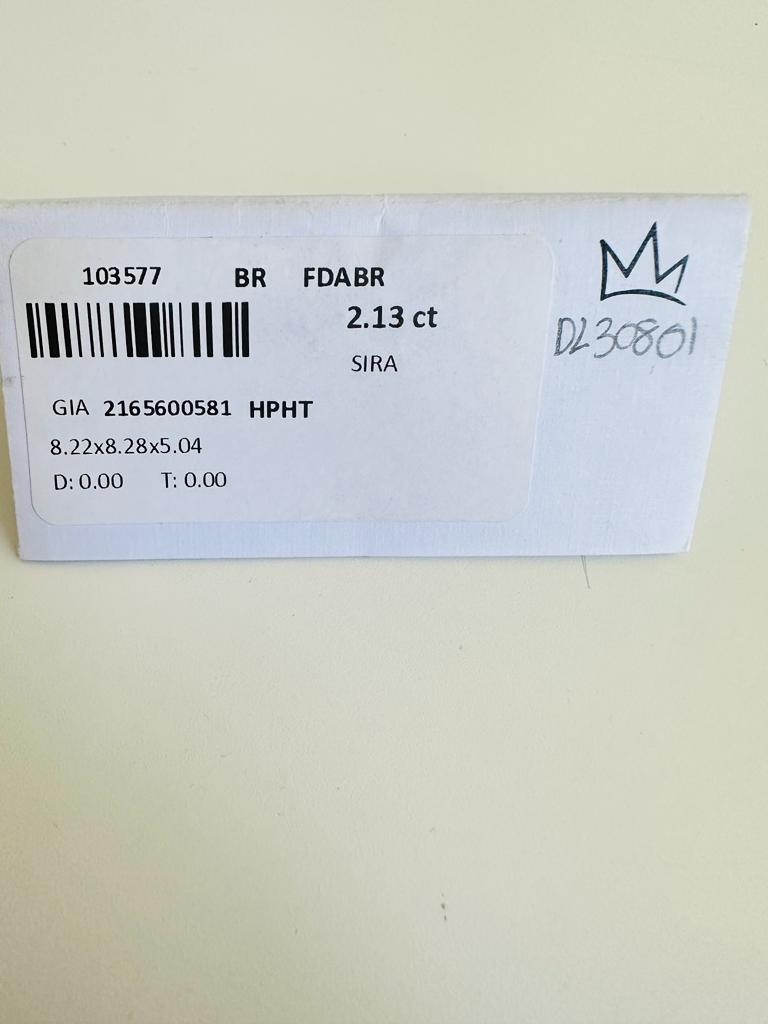 103577 BR FDABR
2.13 ct
SIRA
DL30801
GIA 2165600581 HPHT
8.22x8.28x5.04
D: 0.00 T: 0.00